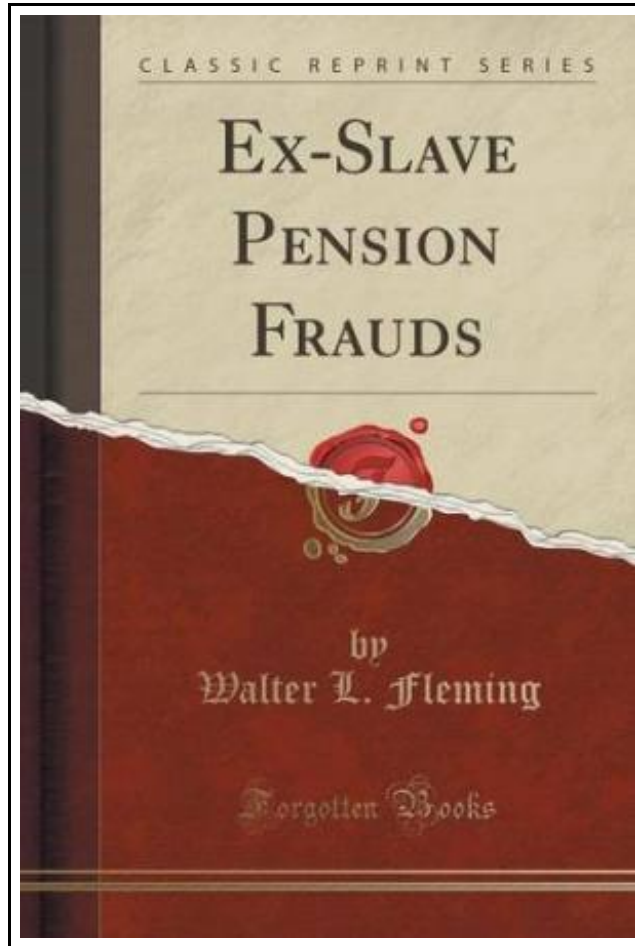 CLASSIC REPRINT SERIES
EX-SLAVE
PENSION
FRAUDS
F
by
Walter L. Fleming
Forgotten Books